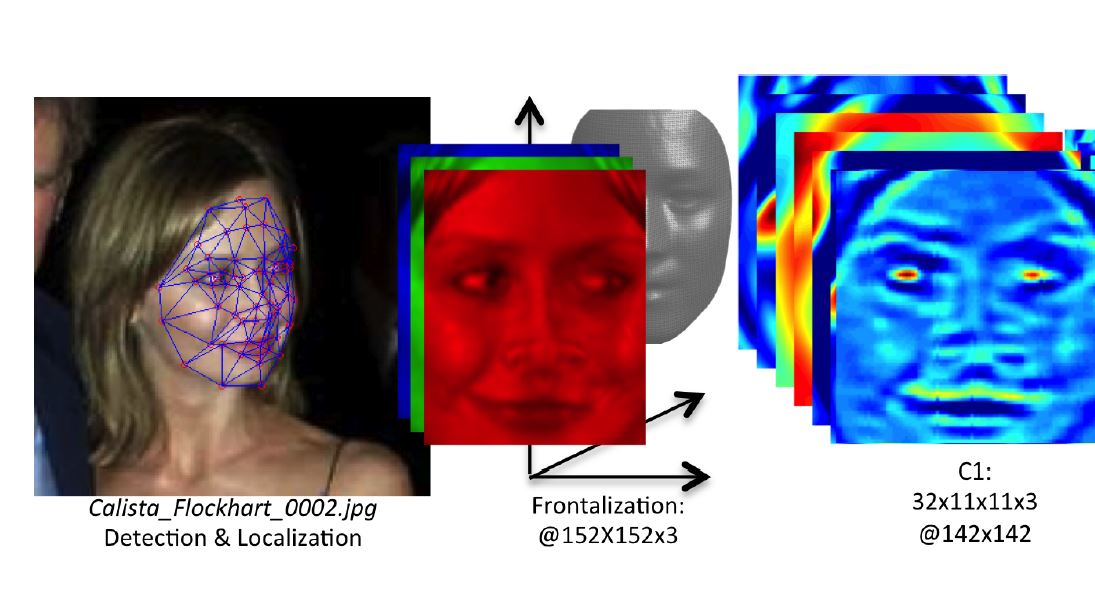 Calista_Flockhart_0002.jpg
Detection & Localization
Frontalization:
@152X152x3
C1:
32x11x11x3
@142x142